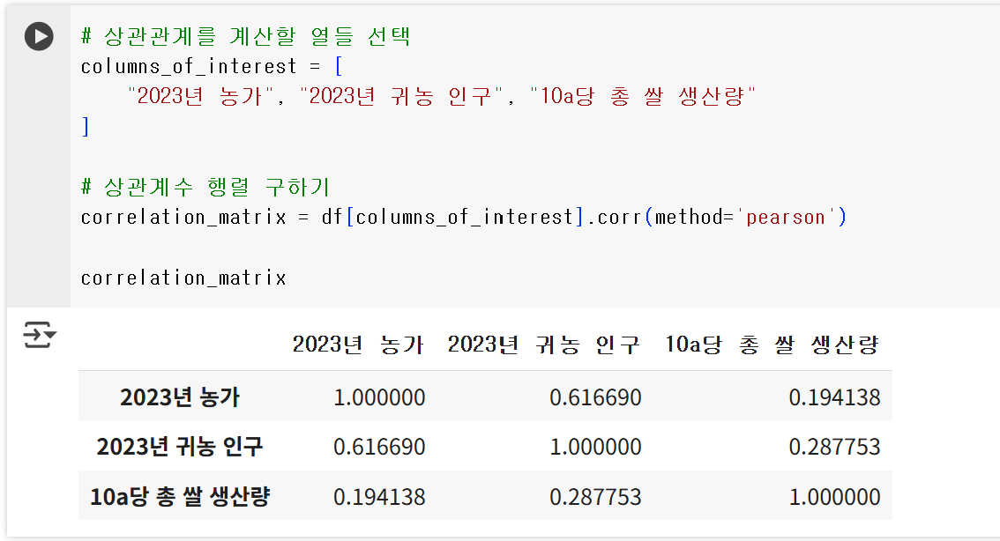 # 상관관계를 계산할 열들 선택
columns_of_interest = [
    "2023년 농가", "2023년 귀농 인구", "10a당 총 쌀 생산량"
]
# 상관계수 행렬 구하기
correlation_matrix = df[columns_of_interest].corr(method='pearson')
correlation_matrix
2023년 농가 2023년 귀농 인구 10a당 총 쌀 생산량
2023년 농가 1.000000 0.616690 0.194138
2023년 귀농 인구 0.616690 1.000000 0.287753
10a당 총 쌀 생산량 0.194138 0.287753 1.000000